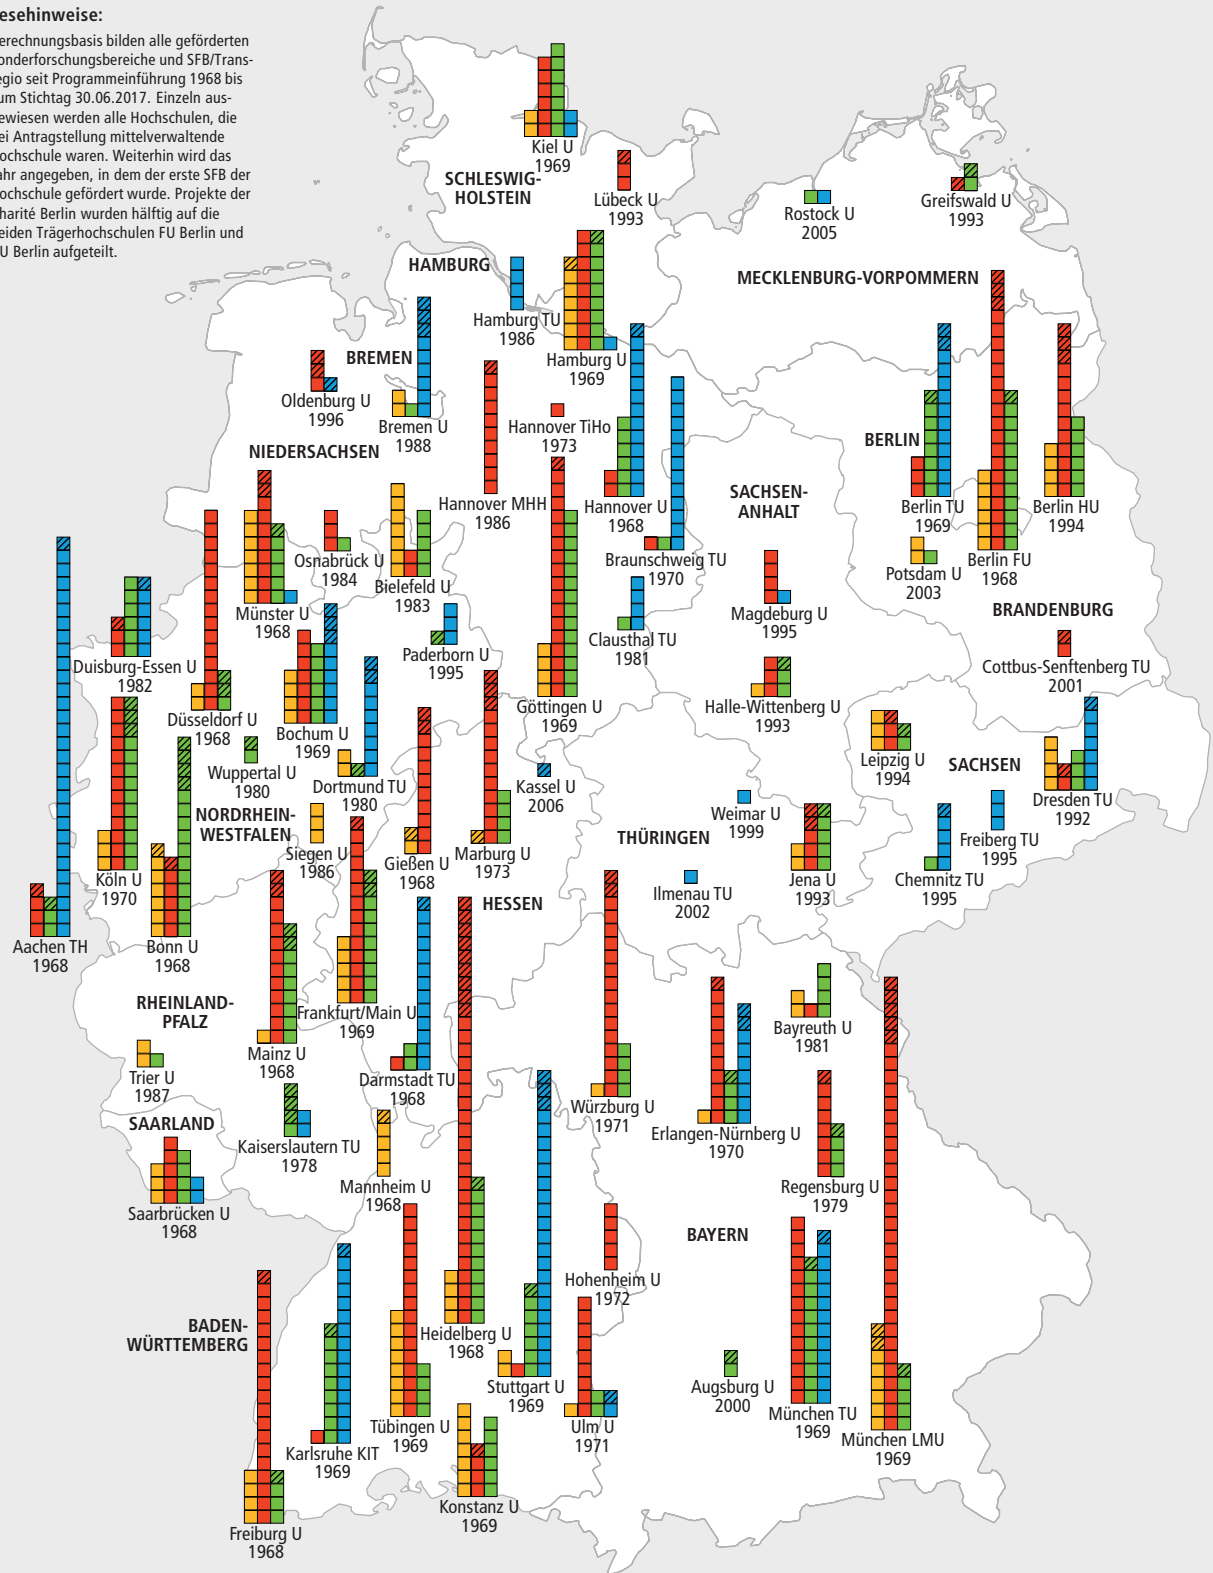 esehinweise:
erechnungsbasis bilden alle geförderten
onderforschungsbereiche und SFB/Trans-
egio seit Programmeinführung 1968 bis
um Stichtag 30.06.2017. Einzeln aus-
ewiesen werden alle Hochschulen, die
ei Antragstellung mittelverwaltende
ochschule waren. Weiterhin wird das
ahr angegeben, in dem der erste SFB der
ochschule gefördert wurde. Projekte der
harité Berlin wurden hälftig auf die
eiden Trägerhochschulen FU Berlin und
U Berlin aufgeteilt.
Kiel U
1969
SCHLESWIG-
HOLSTEIN
Lübeck U
1993
Rostock U
2005
Greifswald U
1993
HAMBURG
MECKLENBURG-VORPOMMERN
Hamburg TU
1986
Hamburg U
1969
BREMEN
Oldenburg U
1996
Bremen U
1988
Hannover TiHo
1973
NIEDERSACHSEN
BERLIN
Hannover MHH
1986
Hannover U
1968
SACHSEN-
ANHALT
Berlin TU
1969
Berlin HU
1994
Osnabrück U
1984
Braunschweig TU
1970
Berlin FU
1968
Potsdam U
2003
Bielefeld U
1983
Münster U
1968
Magdeburg U
1995
BRANDENBURG
Clausthal TU
1981
Paderborn U
1995
Duisburg-Essen U
1982
Cottbus-Senftenberg TU
2001
Göttingen U
1969
Halle-Wittenberg U
1993
Düsseldorf U
1968
Bochum U
1969
Leipzig U
1994
SACHSEN
Wuppertal U
1980
Dortmund TU
1980
Kassel U
2006
Dresden TU
1992
NORDRHEIN-
WESTFALEN
Weimar U
1999
THÜRINGEN
Freiberg TU
1995
Siegen U
1986
Gießen U
1968
Marburg U
1973
Köln U
1970
Jena U
1993
Chemnitz TU
1995
Ilmenau TU
2002
HESSEN
Aachen TH
1968
Bonn U
1968
RHEINLAND-
PFALZ
Frankfurt/Main U
1969
Bayreuth U
1981
Mainz U
1968
Trier U
1987
Darmstadt TU
1968
Würzburg U
1971
SAARLAND
Erlangen-Nürnberg U
1970
Kaiserslautern TU
1978
Mannheim U
1968
Regensburg U
1979
Saarbrücken U
1968
BAYERN
Hohenheim U
1972
BADEN-
WÜRTTEMBERG
Heidelberg U
1968
Stuttgart U
1969
Augsburg U
2000
München TU
1969
Tübingen U
1969
Ulm U
1971
München LMU
1969
Karlsruhe KIT
1969
Konstanz U
1969
Freiburg U
1968